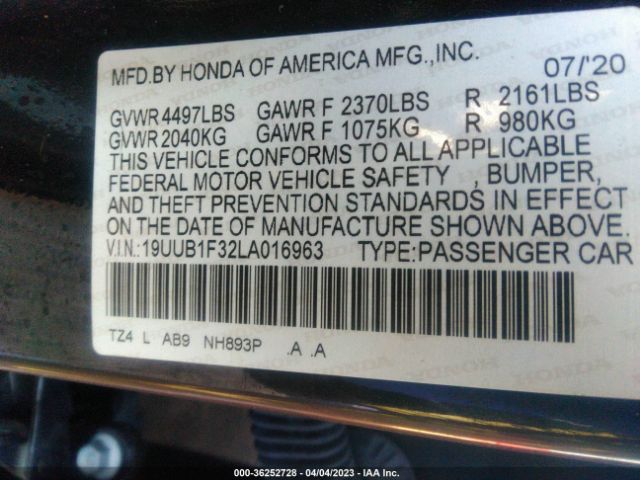 MFD.BY HONDA OF AMERICA MFG.,INC. 07/'20
GVWR 4497LBS GAWR F 2370LBS R 2161LBS
GVWR 2040KG GAWR F 1075KG R 980KG
THIS VEHICLE CONFORMS TO ALL APPLICABLE
FEDERAL MOTOR VEHICLE SAFETY , BUMPER,
AND THEFT PREVENTION STANDARDS IN EFFECT
ON THE DATE OF MANUFACTURE SHOWN ABOVE.
V.I.N.:19UUB1F32LA016963 TYPE:PASSENGER CAR
TZ4 L AB9 NH893P .A .A
000-36252728 - 04/04/2023 - IAA Inc.